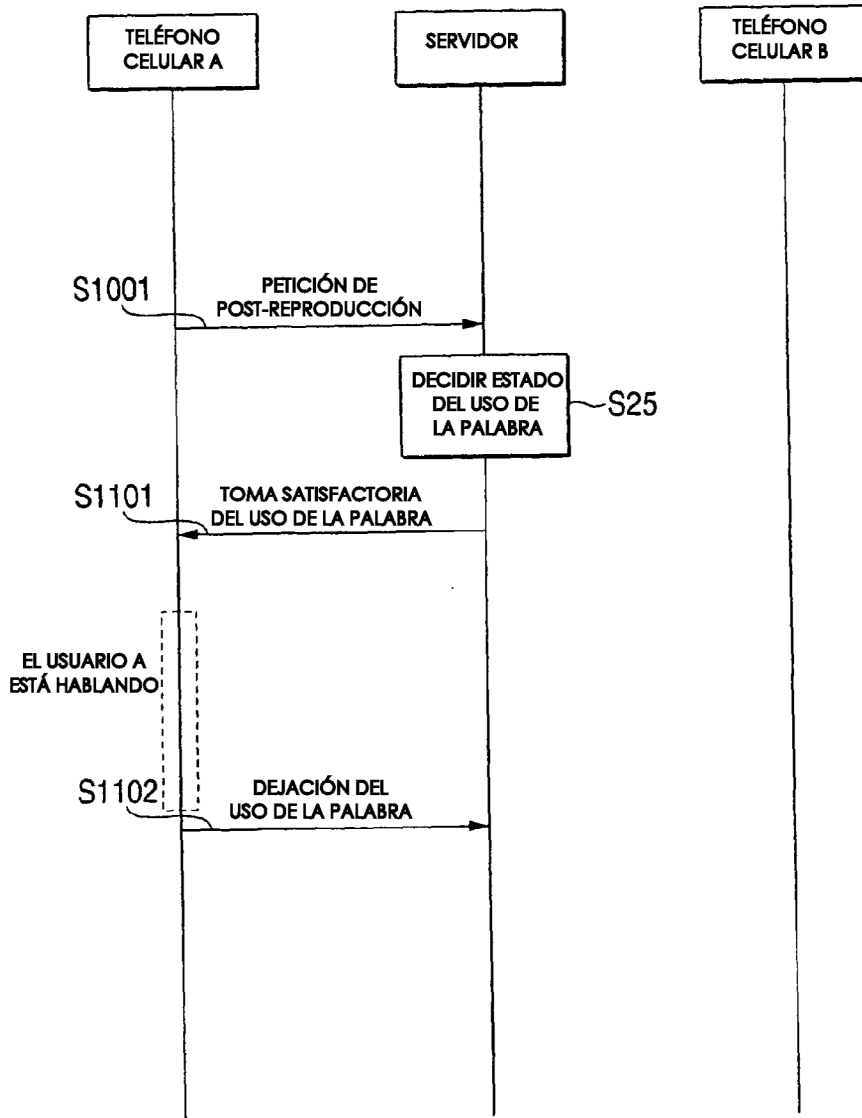 TELÉFONO
CELULAR A
SERVIDOR
TELÉFONO
CELULAR B
S1001
PETICIÓN DE
POST-REPRODUCCIÓN
DECIDIR ESTADO
DEL USO DE
LA PALABRA
S25
S1101
TOMA SATISFACTORIA
DEL USO DE LA PALABRA
EL USUARIO A
ESTÁ HABLANDO
S1102
DEJACIÓN DEL
USO DE LA PALABRA